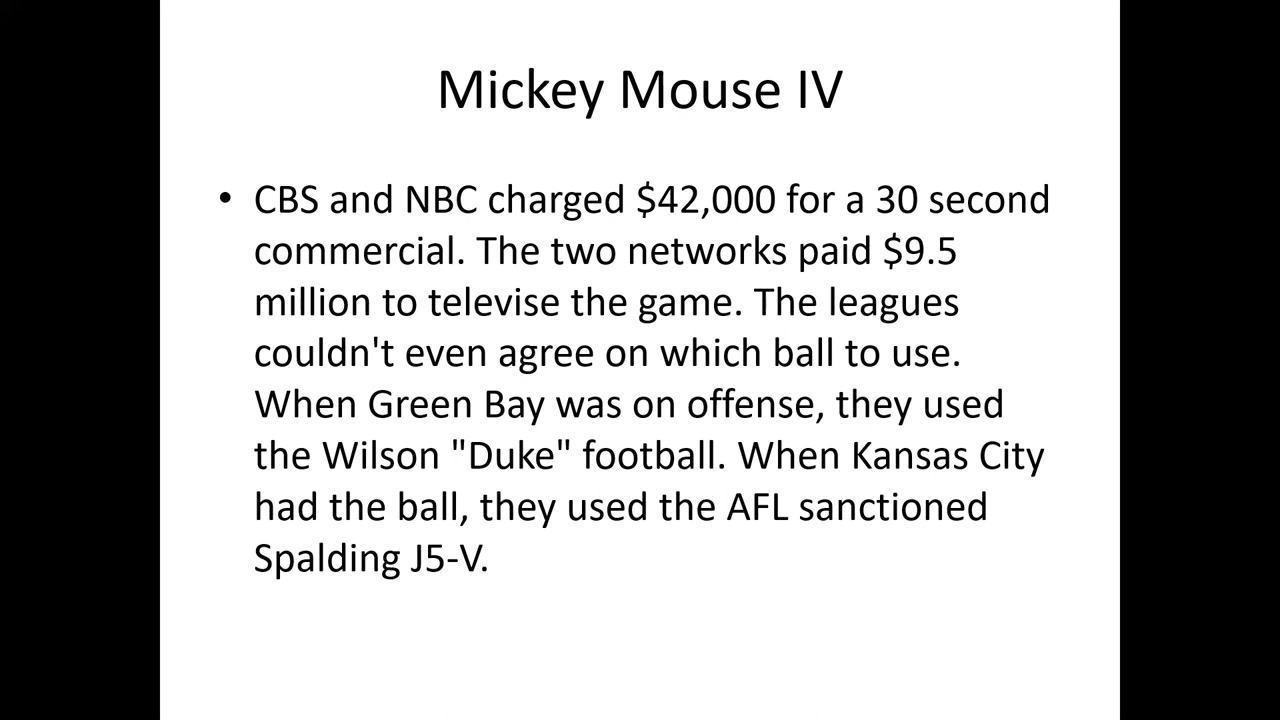 Mickey Mouse IV
• CBS and NBC charged $42,000 for a 30 second
commercial. The two networks paid $9.5
million to televise the game. The leagues
couldn't even agree on which ball to use.
When Green Bay was on offense, they used
the Wilson "Duke" football. When Kansas City
had the ball, they used the AFL sanctioned
Spalding J5-V.